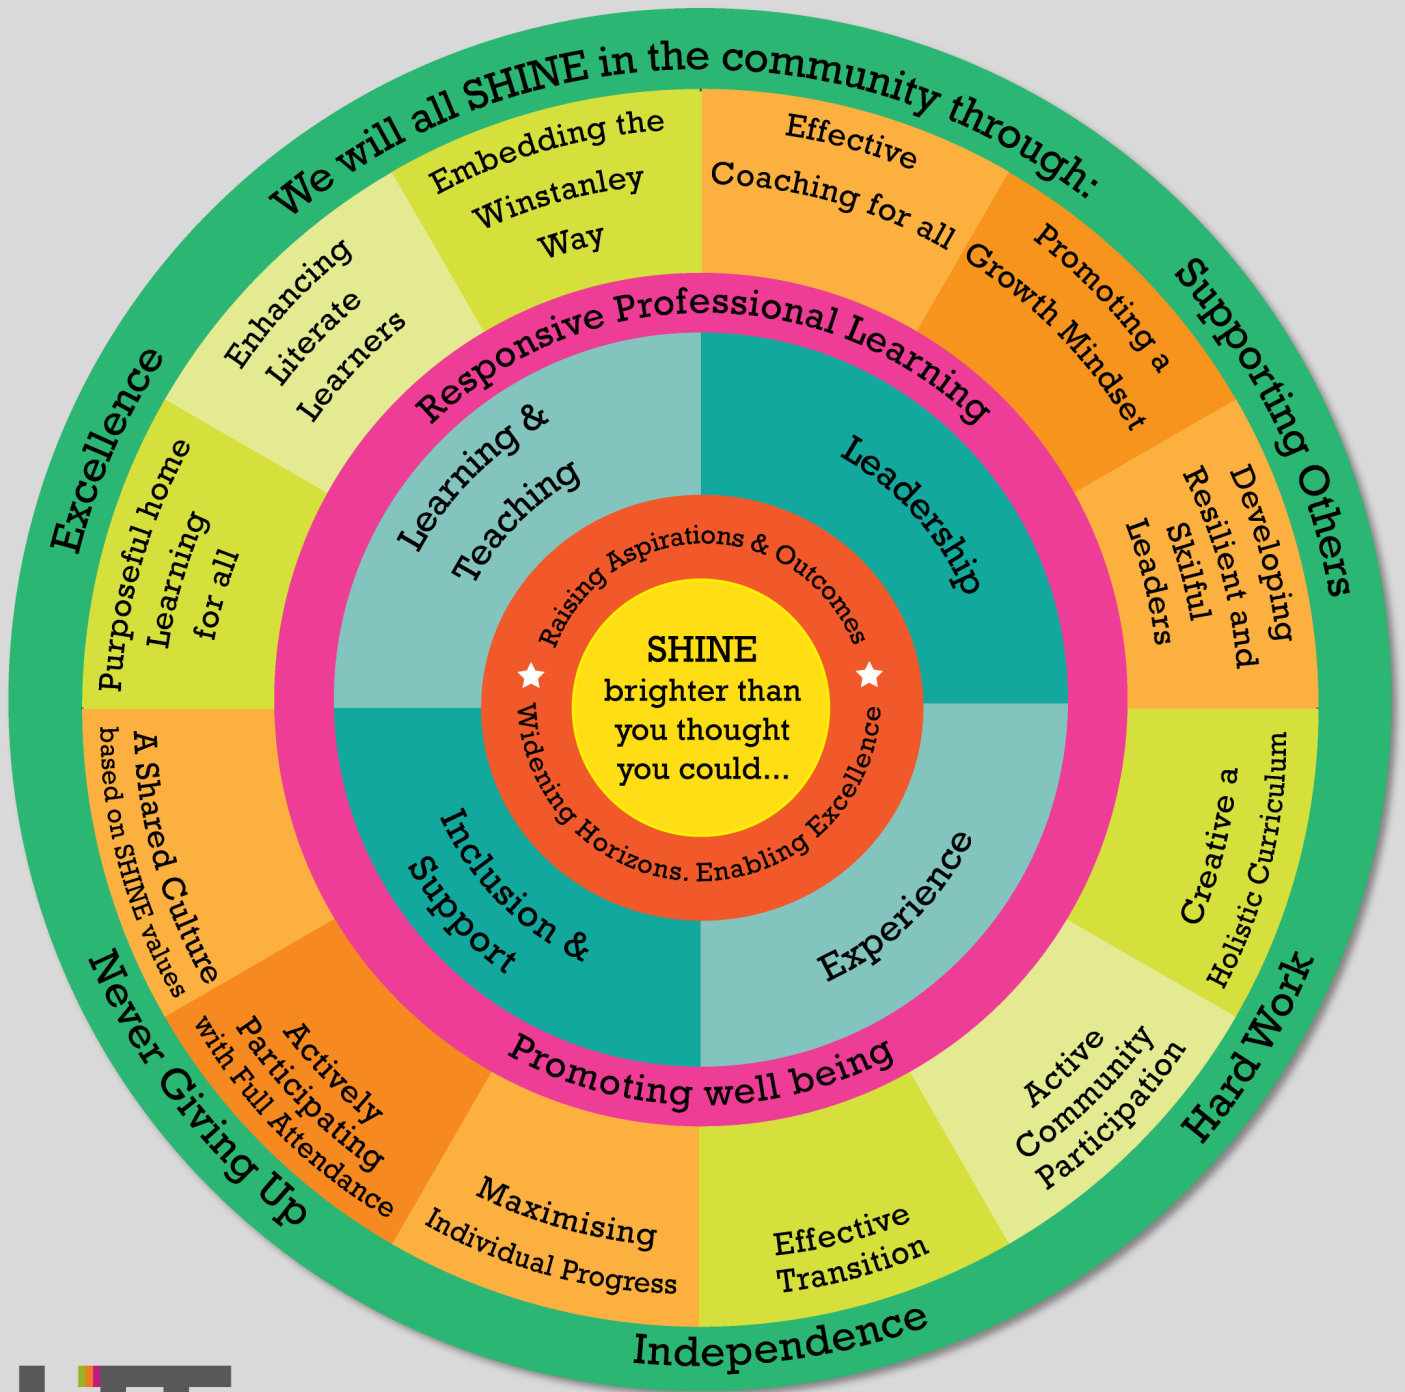 We will all SHINE in the community through:
Supporting Others
Hard Work
Independence
Never Giving Up
Excellence
Embedding the
Winstanley
Way
Effective
Coaching for all
Promoting a
Growth Mindset
Developing
Resilient and
Skilful
Leaders
Creative a
Holistic Curriculum
Active
Community
Participation
Effective
Transition
Maximising
Individual Progress
Actively
Participating
with Full Attendance
A Shared Culture
based on SHINE values
Purposeful home
Learning
for all
Enhancing
Literate
Learners
Responsive Professional Learning
Promoting well being
Learning &
Teaching
Leadership
Experience
Inclusion &
Support
Raising Aspirations & Outcomes
Widening Horizons. Enabling Excellence
SHINE
brighter than
you thought
you could...